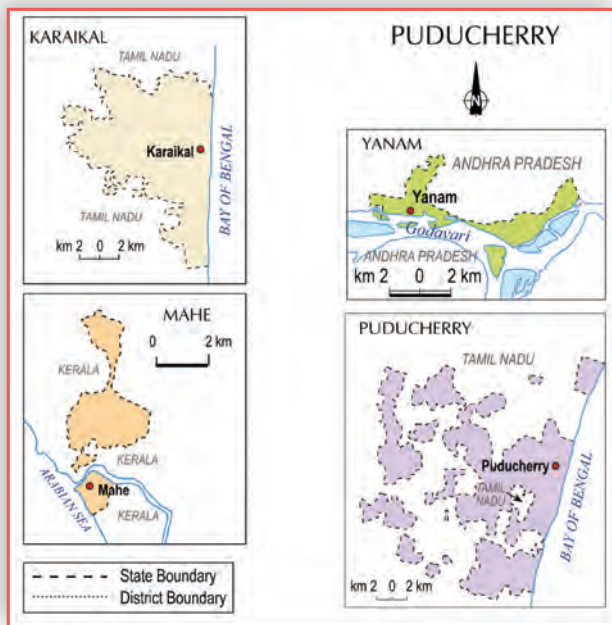 KARAIKAL
TAMIL NADU
Karaikal
TAMIL NADU
BAY OF BENGAL
km 2 0 2 km
PUDUCHERRY
N
YANAM
ANDHRA PRADESH
Yanam
Godavari
ANDHRA PRADESH
km 2 0 2 km
MAHE
0 2 km
KERALA
KERALA
ARABIAN SEA
Mahe
KERALA
PUDUCHERRY
TAMIL NADU
Puducherry
TAMIL
NADU
BAY OF BENGAL
km 2 0 2 km
State Boundary
District Boundary